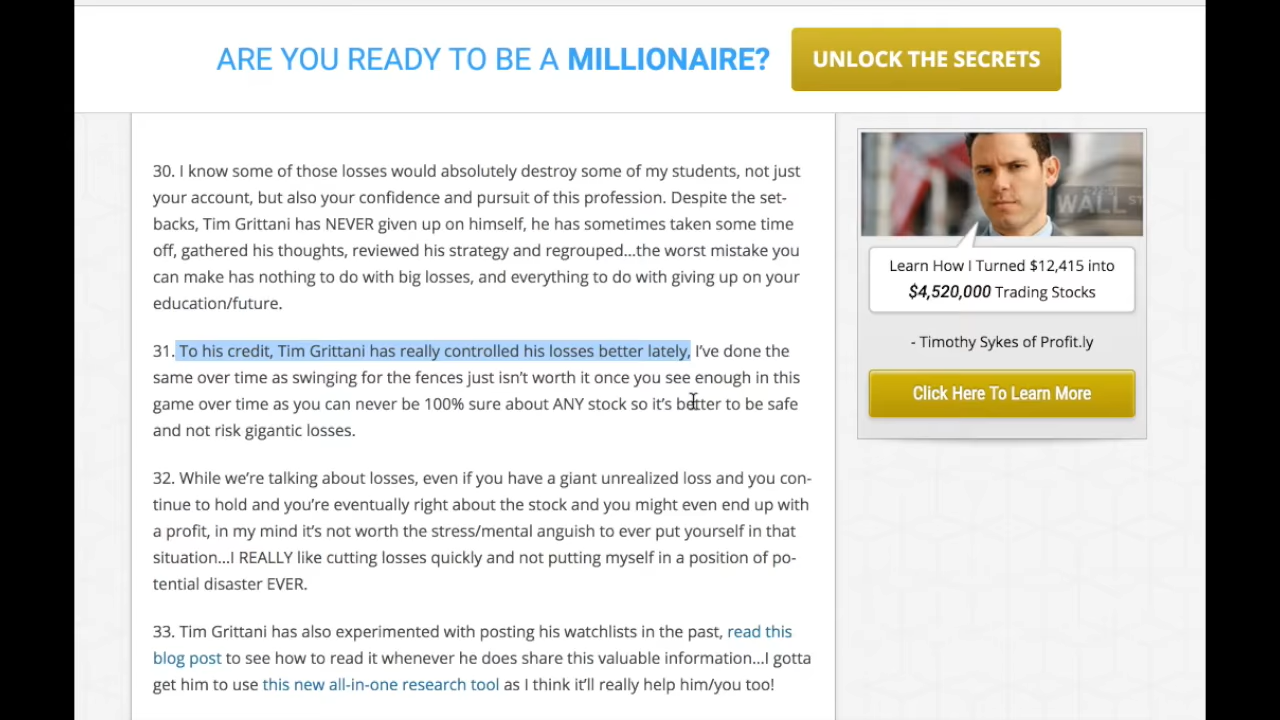 ARE YOU READY TO BE A MILLIONAIRE?
UNLOCK THE SECRETS
30. I know some of those losses would absolutely destroy some of my students, not just
your account, but also your confidence and pursuit of this profession. Despite the set-
backs, Tim Grittani has NEVER given up on himself, he has sometimes taken some time
off, gathered his thoughts, reviewed his strategy and regrouped...the worst mistake you
can make has nothing to do with big losses, and everything to do with giving up on your
education/future.
31. To his credit, Tim Grittani has really controlled his losses better lately, I've done the
same over time as swinging for the fences just isn't worth it once you see enough in this
game over time as you can never be 100% sure about ANY stock so it's better to be safe
and not risk gigantic losses.
32. While we're talking about losses, even if you have a giant unrealized loss and you con-
tinue to hold and you're eventually right about the stock and you might even end up with
a profit, in my mind it's not worth the stress/mental anguish to ever put yourself in that
situation...I REALLY like cutting losses quickly and not putting myself in a position of po-
tential disaster EVER.
33. Tim Grittani has also experimented with posting his watchlists in the past, read this
blog post to see how to read it whenever he does share this valuable information...I gotta
get him to use this new all-in-one research tool as I think it'll really help him/you too!
WALL ST
Learn How I Turned $12,415 into
$4,520,000 Trading Stocks
- Timothy Sykes of Profit.ly
Click Here To Learn More